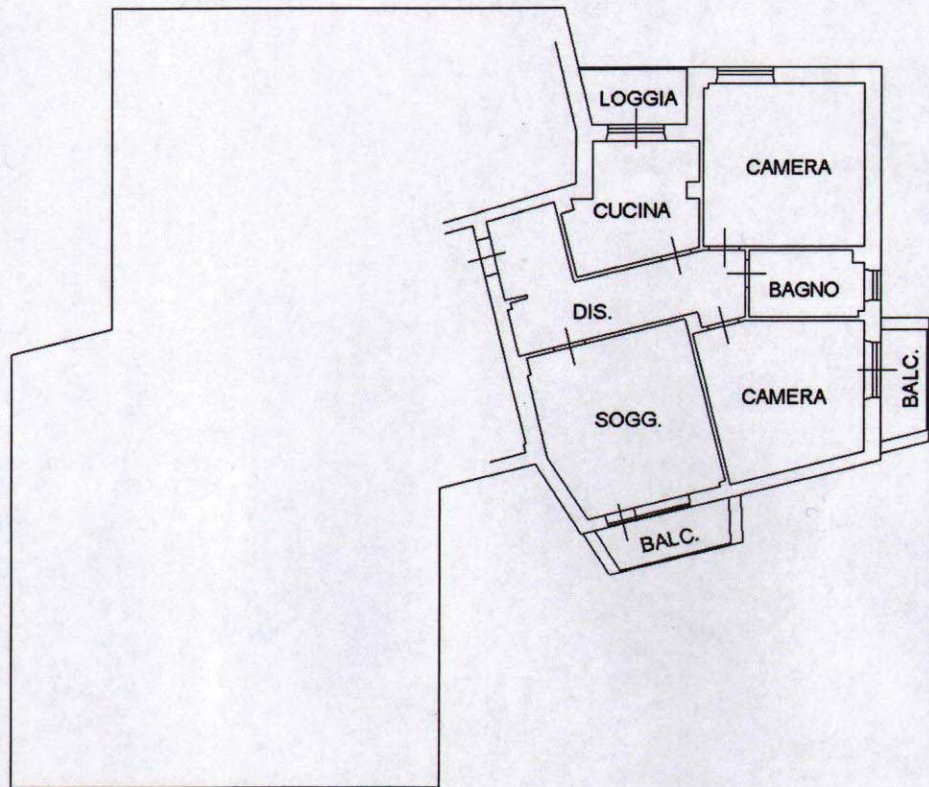 LOGGIA
CAMERA
CUCINA
BAGNO
DIS.
CAMERA
BALC.
SOGG.
BALC.